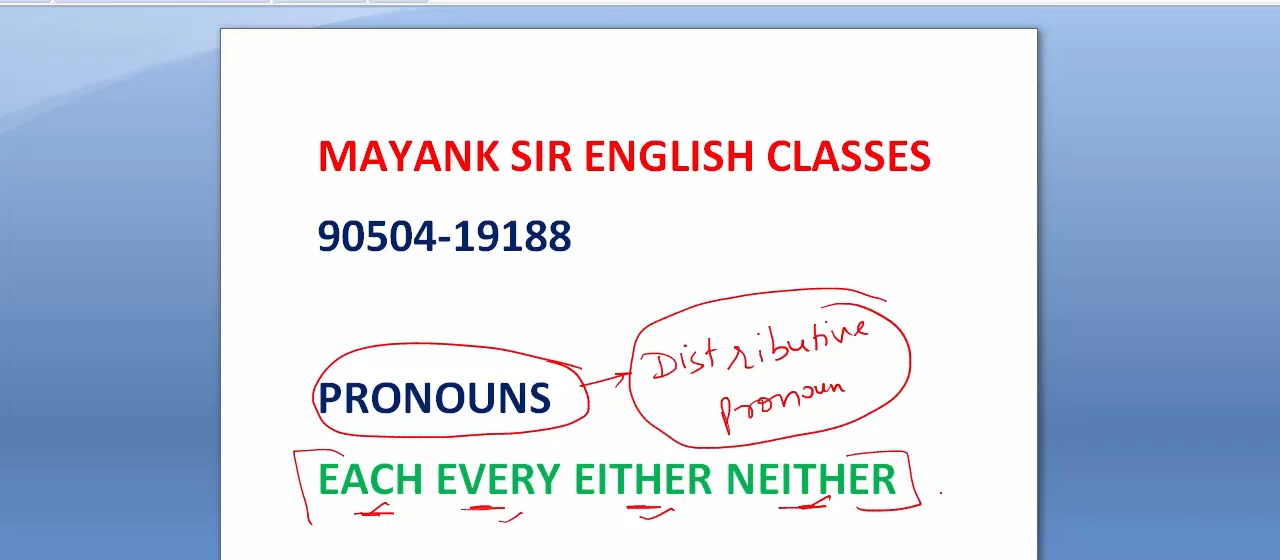 MAYANK SIR ENGLISH CLASSES
90504-19188
PRONOUNS
Distributive
pronoun
EACH EVERY EITHER NEITHER